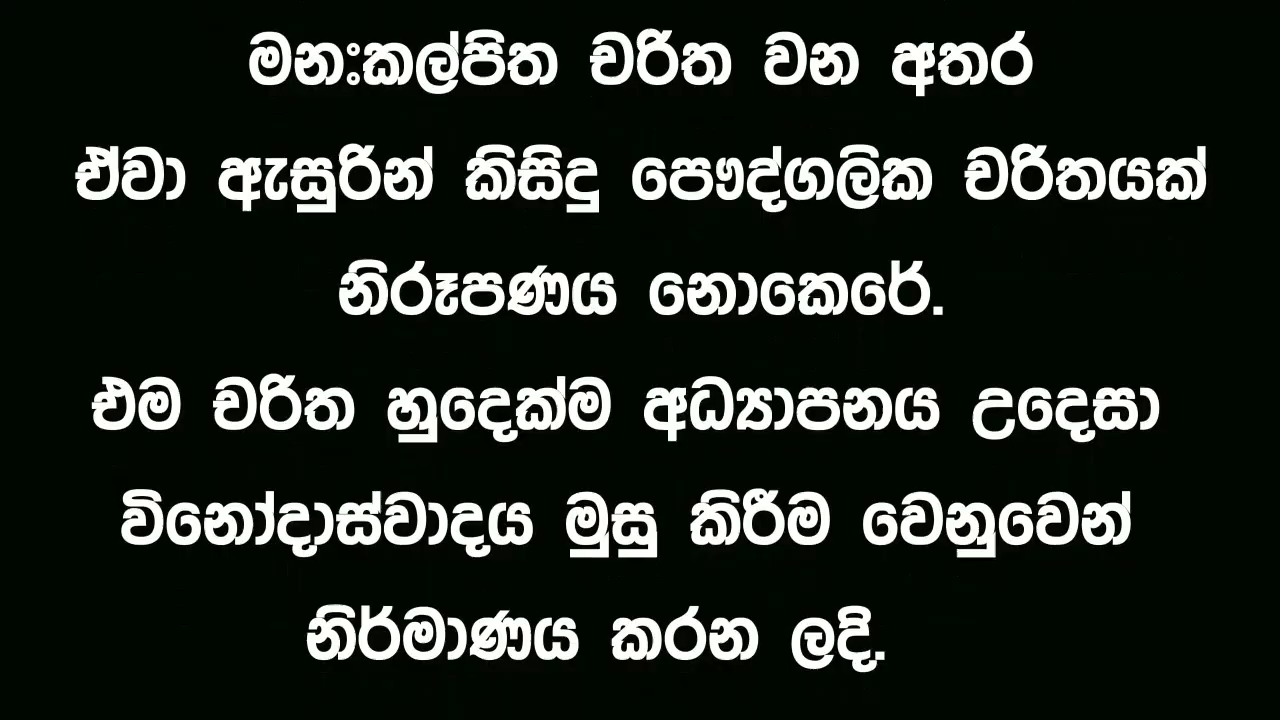 මනඃකල්පිත චරිත වන අතර
ඒවා ඇසුරින් කිසිදු පෞද්ගලික චරිතයක්
නිරූපණය නොකෙරේ.
එම චරිත හුදෙක්ම අධ්‍යාපනය උදෙසා
විනෝදාස්වාදය මුසු කිරීම වෙනුවෙන්
නිර්මාණය කරන ලදි.